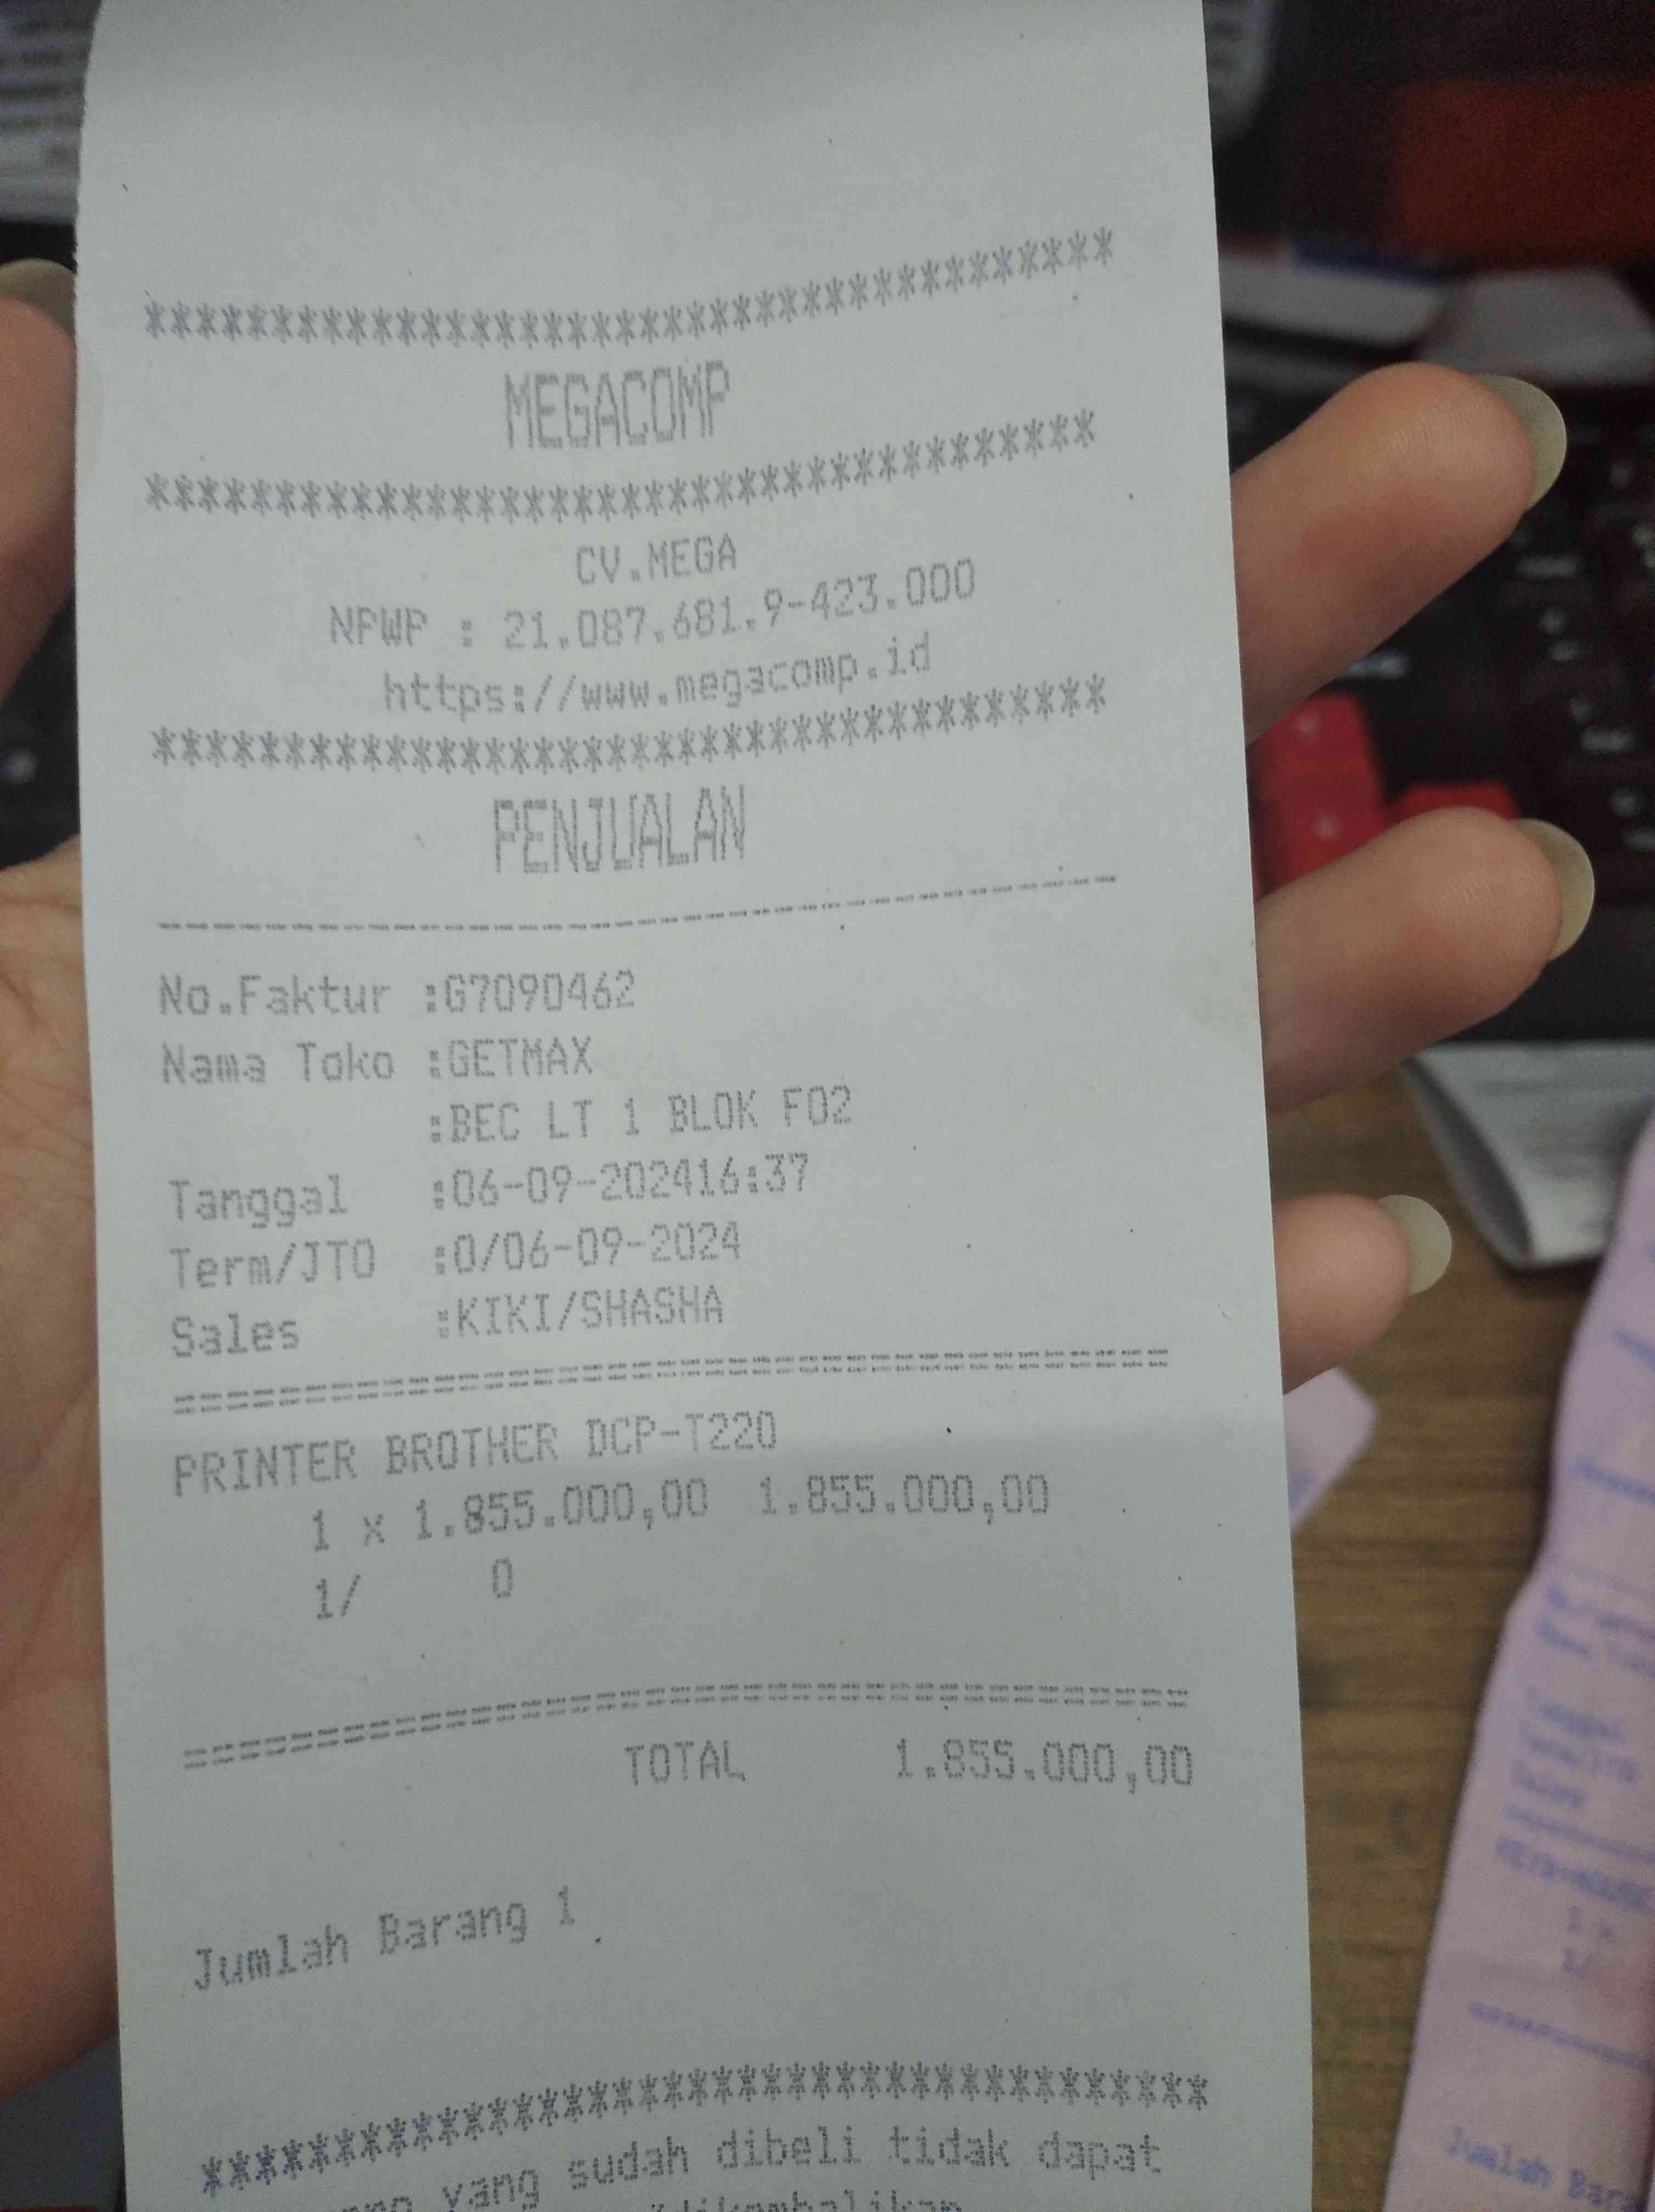 ************************************
MEGACOMP
************************************
CV.MEGA
NPWP : 21.087.681.9-423.000
https://www.megacomp.id
************************************
PENJUALAN
----------------------------------------
No.Faktur :G7090462
Nama Toko :GETMAX
:BEC LT 1 BLOK F02
Tanggal :06-09-202416:37
Term/JTO :0/06-09-2024
Sales :KIKI/SHASHA
========================================
PRINTER BROTHER DCP-T220
1 x 1.855.000,00 1.855.000,00
1/ 0
========================================
TOTAL 1.855.000,00
Jumlah Barang 1
****************************************
yang sudah dibeli tidak dapat
Jumlah